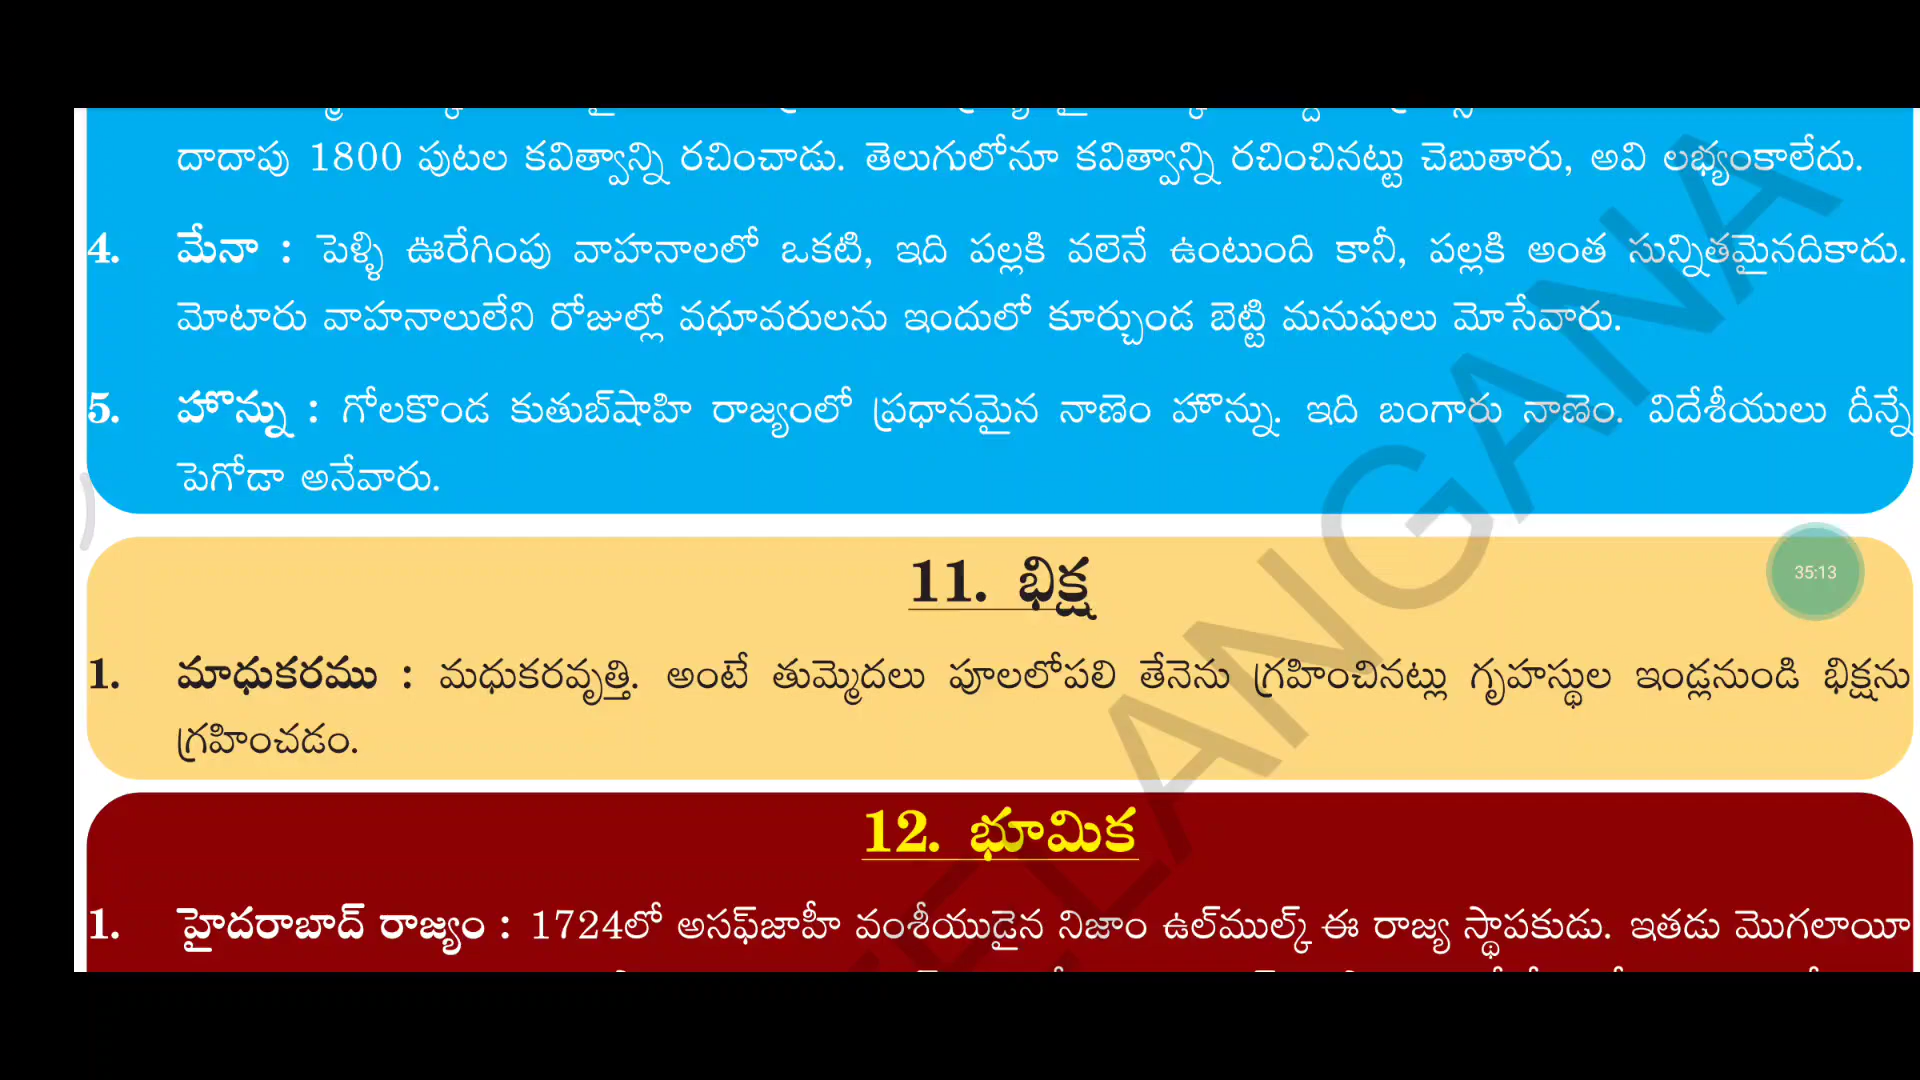 దాదాపు 1800 పుటల కవిత్వాన్ని రచించాడు. తెలుగులోనూ కవిత్వాన్ని రచించినట్టు చెబుతారు, అవి లభ్యంకాలేదు.
4. మేనా : పెళ్ళి ఊరేగింపు వాహనాలలో ఒకటి, ఇది పల్లకి వలెనే ఉంటుంది కానీ, పల్లకి అంత సున్నితమైనదికాదు.
మోటారు వాహనాలులేని రోజుల్లో వధూవరులను ఇందులో కూర్చుండ బెట్టి మనుషులు మోసేవారు.
5. హొన్ను : గోలకొండ కుతుబ్‌షాహి రాజ్యంలో ప్రధానమైన నాణెం హొన్ను. ఇది బంగారు నాణెం. విదేశీయులు దీన్నే
పెగోడా అనేవారు.
11. భిక్ష
35:13
1. మాధుకరము : మధుకరవృత్తి. అంటే తుమ్మెదలు పూలలోపలి తేనెను గ్రహించినట్లు గృహస్థుల ఇండ్లనుండి భిక్షను
గ్రహించడం.
12. భూమిక
1. హైదరాబాద్ రాజ్యం : 1724లో అసఫ్‌జాహీ వంశీయుడైన నిజాం ఉల్‌ముల్క్ ఈ రాజ్య స్థాపకుడు. ఇతడు మొగలాయీ
TELANGANA